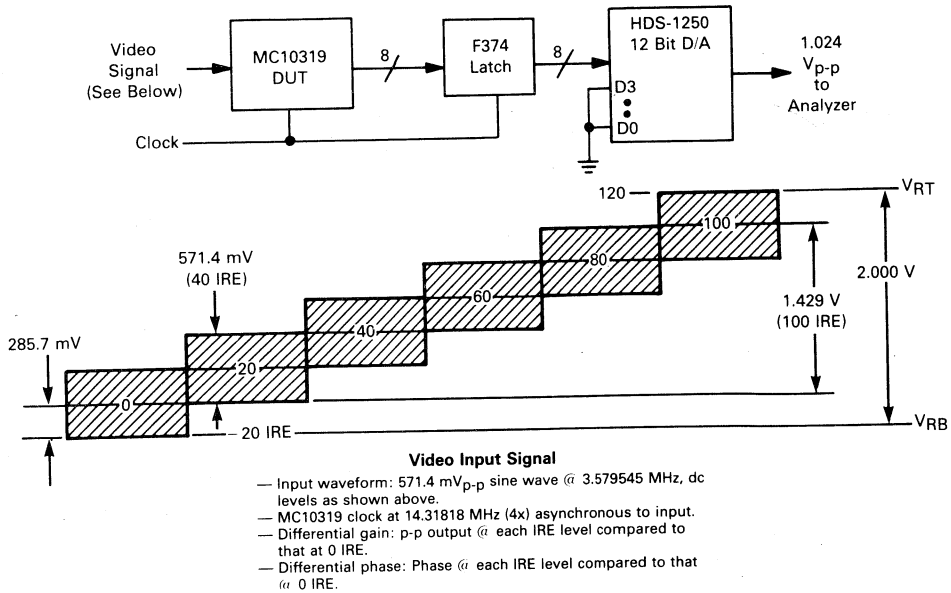 Video
Signal
(See Below)
MC10319
DUT
8
F374
Latch
8
HDS-1250
12 Bit D/A
D3
D0
1.024
Vp-p
to
Analyzer
Clock
120
VRT
100
571.4 mV
(40 IRE)
80
2.000 V
60
1.429 V
(100 IRE)
40
285.7 mV
20
0
– 20 IRE
VRB
Video Input Signal
— Input waveform: 571.4 mVp-p sine wave @ 3.579545 MHz, dc
levels as shown above.
— MC10319 clock at 14.31818 MHz (4x) asynchronous to input.
— Differential gain: p-p output @ each IRE level compared to
that at 0 IRE.
— Differential phase: Phase @ each IRE level compared to that
@ 0 IRE.